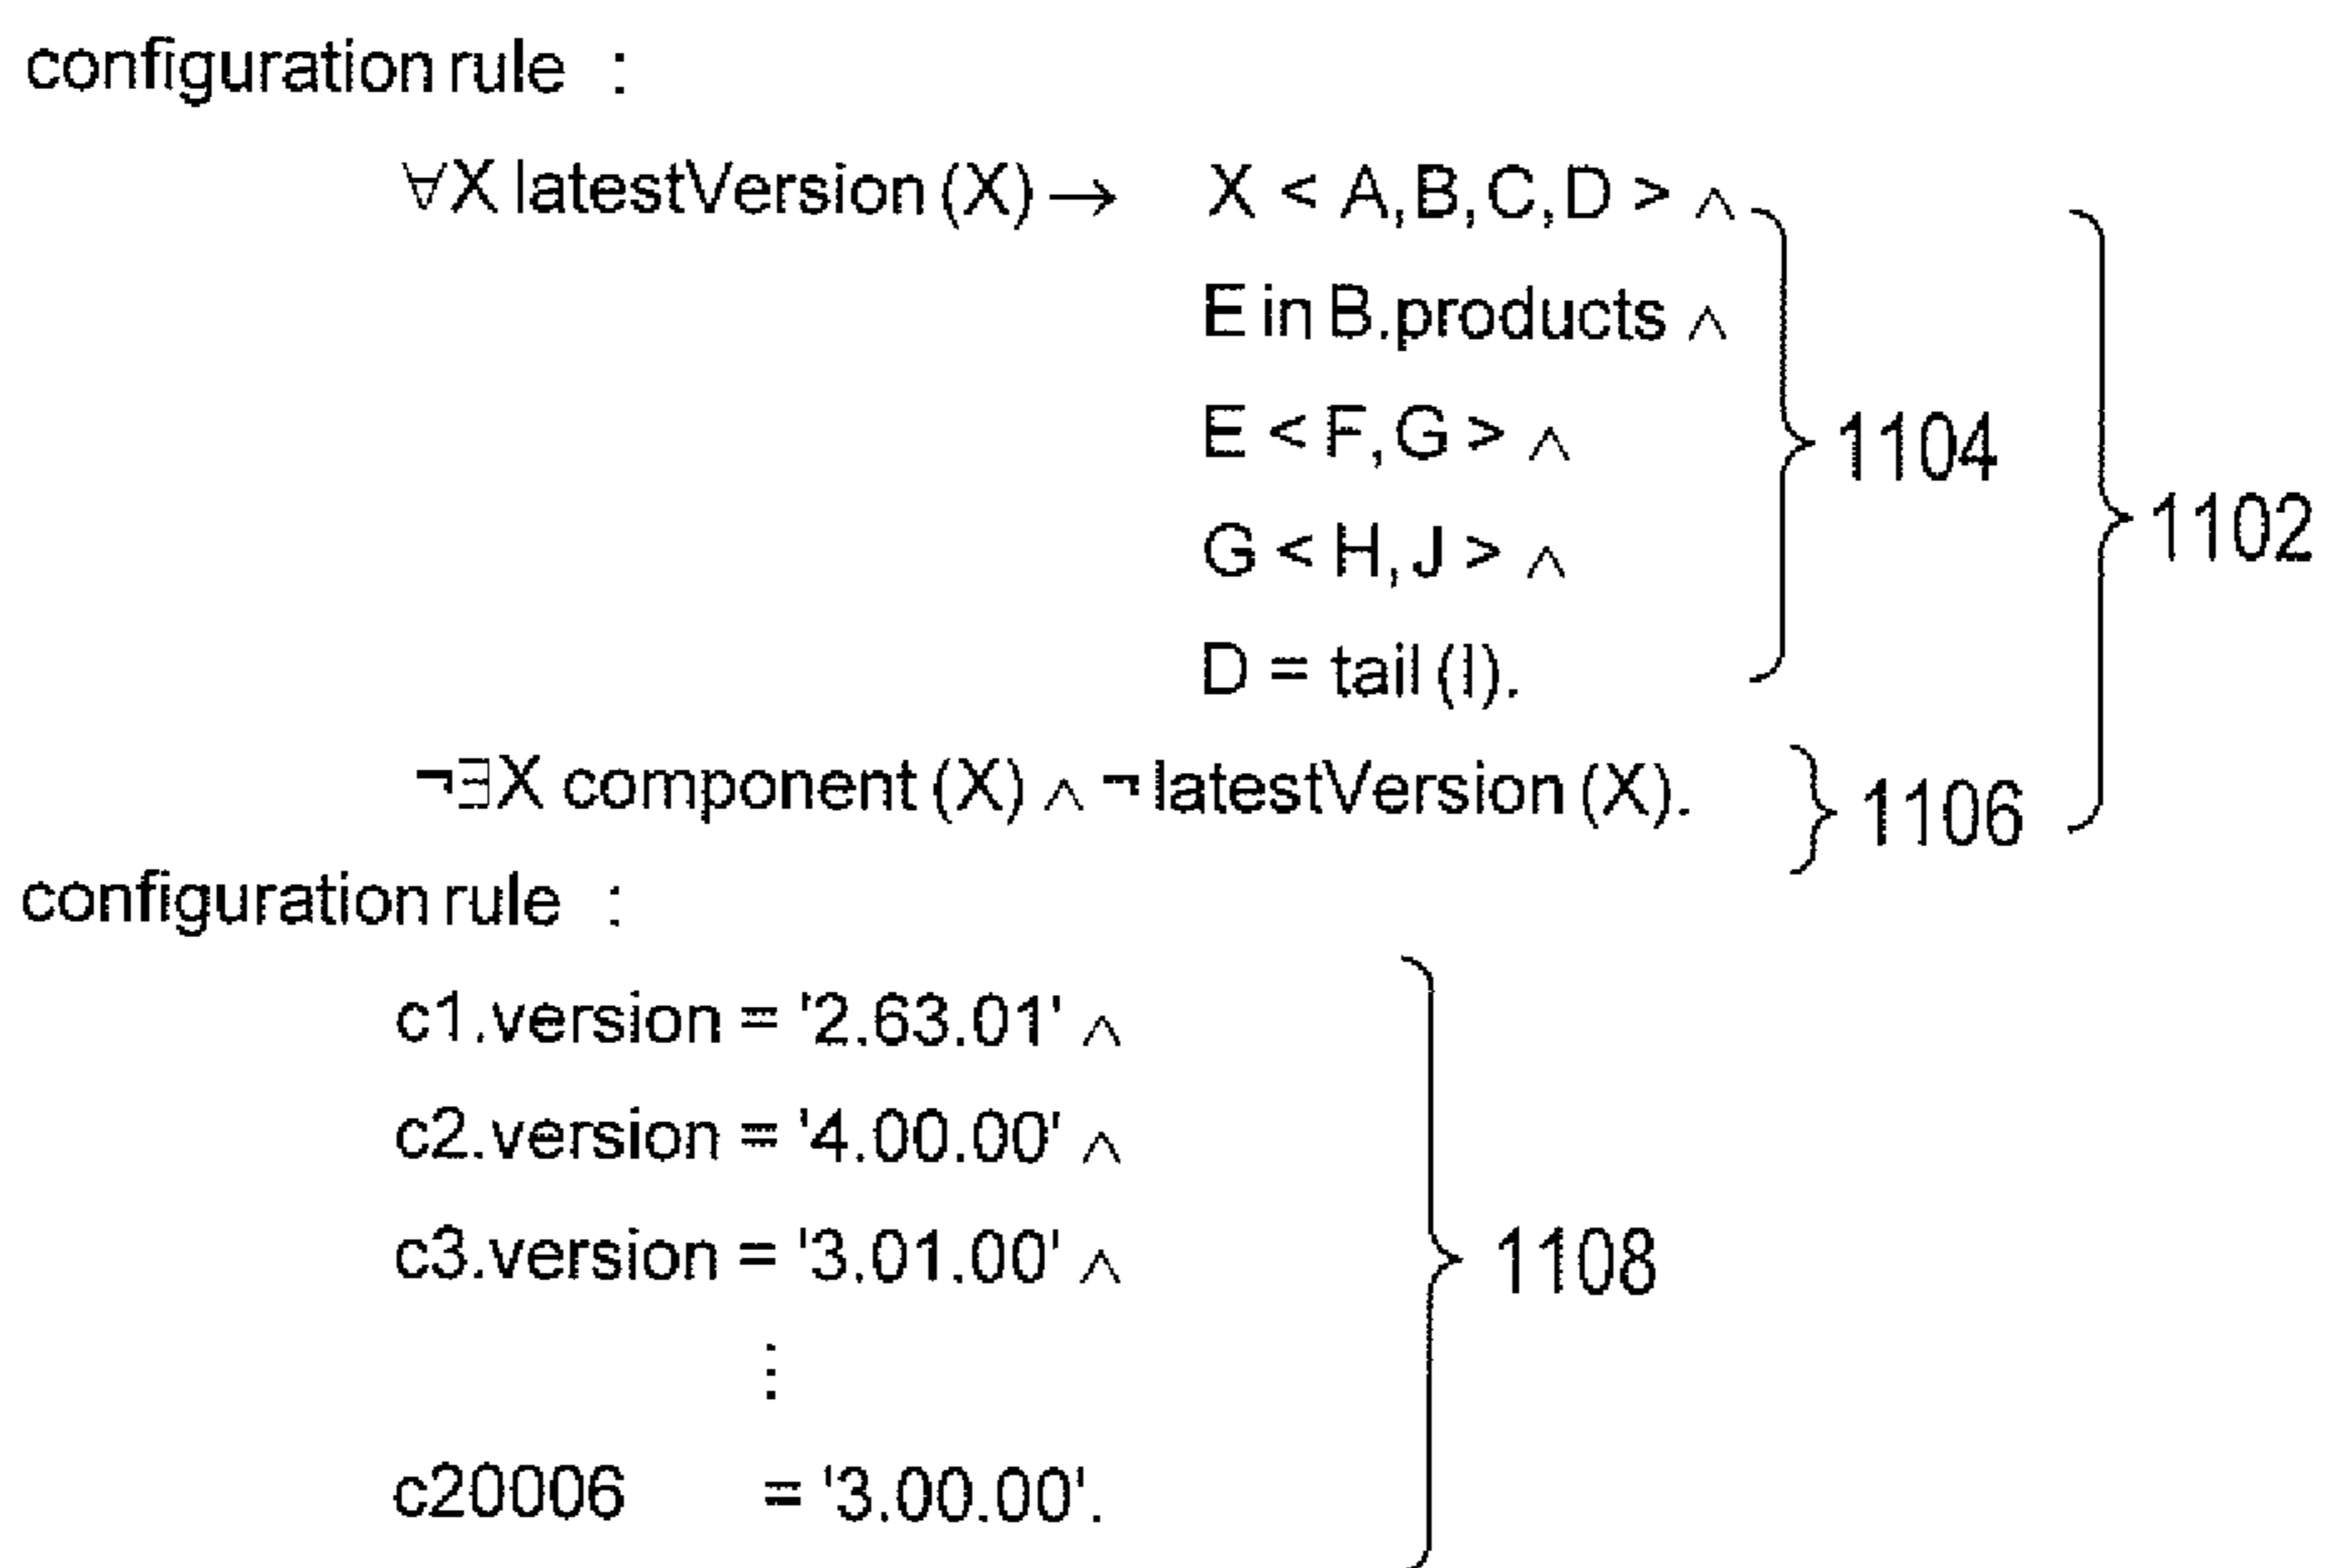 configuration rule :
∀X latestVersion (X) → X < A,B,C,D > ∧
E in B.products ∧
E < F,G > ∧
1104
G < H,J > ∧
1102
D = tail (I).
¬∃X component (X) ∧ ¬ latestVersion (X).
1106
configuration rule :
c1.version = '2.63.01' ∧
c2.version = '4.00.00' ∧
c3.version = '3.01.00' ∧
1108
⋮
c20006 = '3.00.00'.